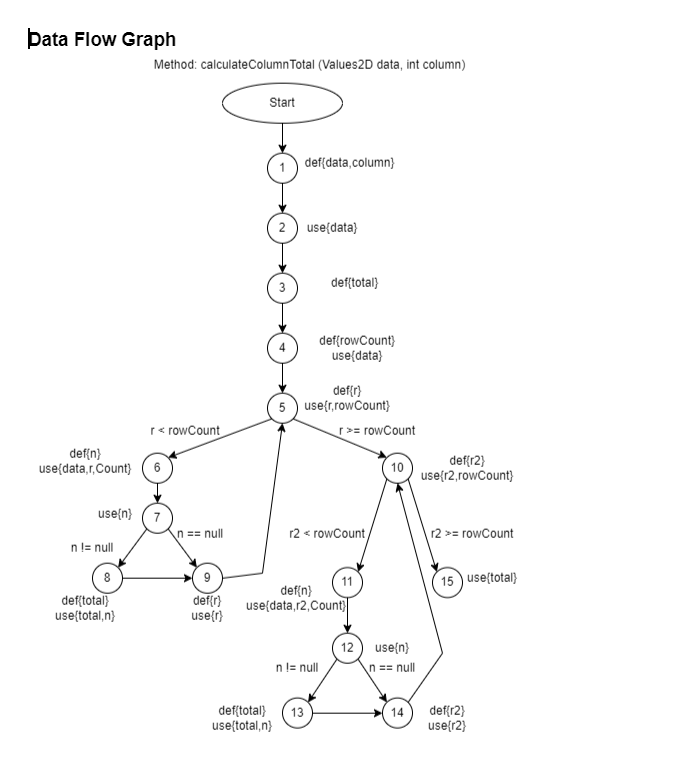 Data Flow Graph
Method: calculateColumnTotal (Values2D data, int column)
Start
1
def{data,column}
2
use{data}
3
def{total}
4
def{rowCount}
use{data}
5
def{r}
use{r,rowCount}
r < rowCount
r >= rowCount
def{n}
use{data,r,Count}
6
10
def{r2}
use{r2,rowCount}
use{n}
7
n != null
n == null
r2 < rowCount
r2 >= rowCount
8
9
def{total}
use{total,n}
def{r}
use{r}
11
def{n}
use{data,r2,Count}
15
use{total}
12
use{n}
n != null
n == null
def{total}
use{total,n}
13
14
def{r2}
use{r2}